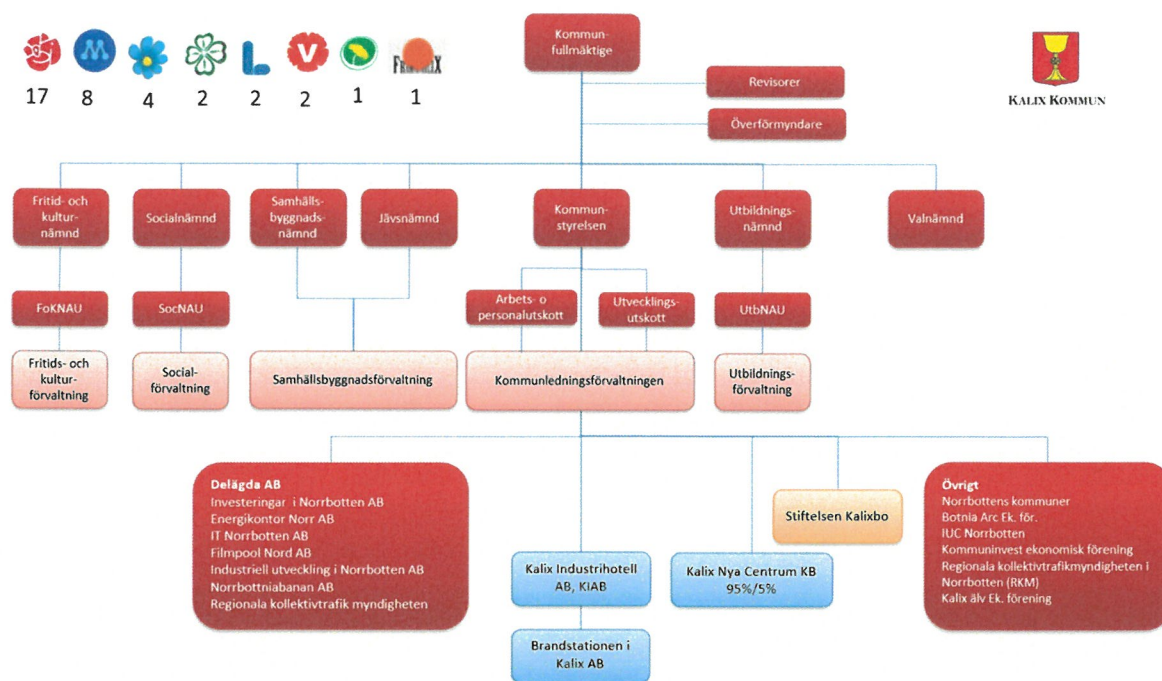 Kommun-
fullmäktige
M
L
V
17
8
4
2
2
2
1
1
KALIX KOMMUN
Revisorer
Överförmyndare
Fritid- och
kultur-
nämnd
Socialnämnd
Samhälls-
byggnads-
nämnd
Jävsnämnd
Kommun-
styrelsen
Utbildnings-
nämnd
Valnämnd
FoKNAU
SocNAU
Arbets- o
personalutskott
Utvecklings-
utskott
UtbNAU
Fritids- och
kultur-
förvaltning
Social-
förvaltning
Samhällsbyggnadsförvaltning
Kommunledningsförvaltningen
Utbildnings-
förvaltning
Delägda AB
Investeringar i Norrbotten AB
Energikontor Norr AB
IT Norrbotten AB
Filmpool Nord AB
Industriell utveckling i Norrbotten AB
Norrbottniabanan AB
Regionala kollektivtrafik myndigheten
Kalix Industrihotell
AB, KIAB
Brandstationen i
Kalix AB
Kalix Nya Centrum KB
95%/5%
Stiftelsen Kalixbo
Övrigt
Norrbottens kommuner
Botnia Arc Ek. för.
IUC Norrbotten
Kommuninvest ekonomisk förening
Regionala kollektivtrafikmyndigheten i
Norrbotten (RKM)
Kalix älv Ek. förening